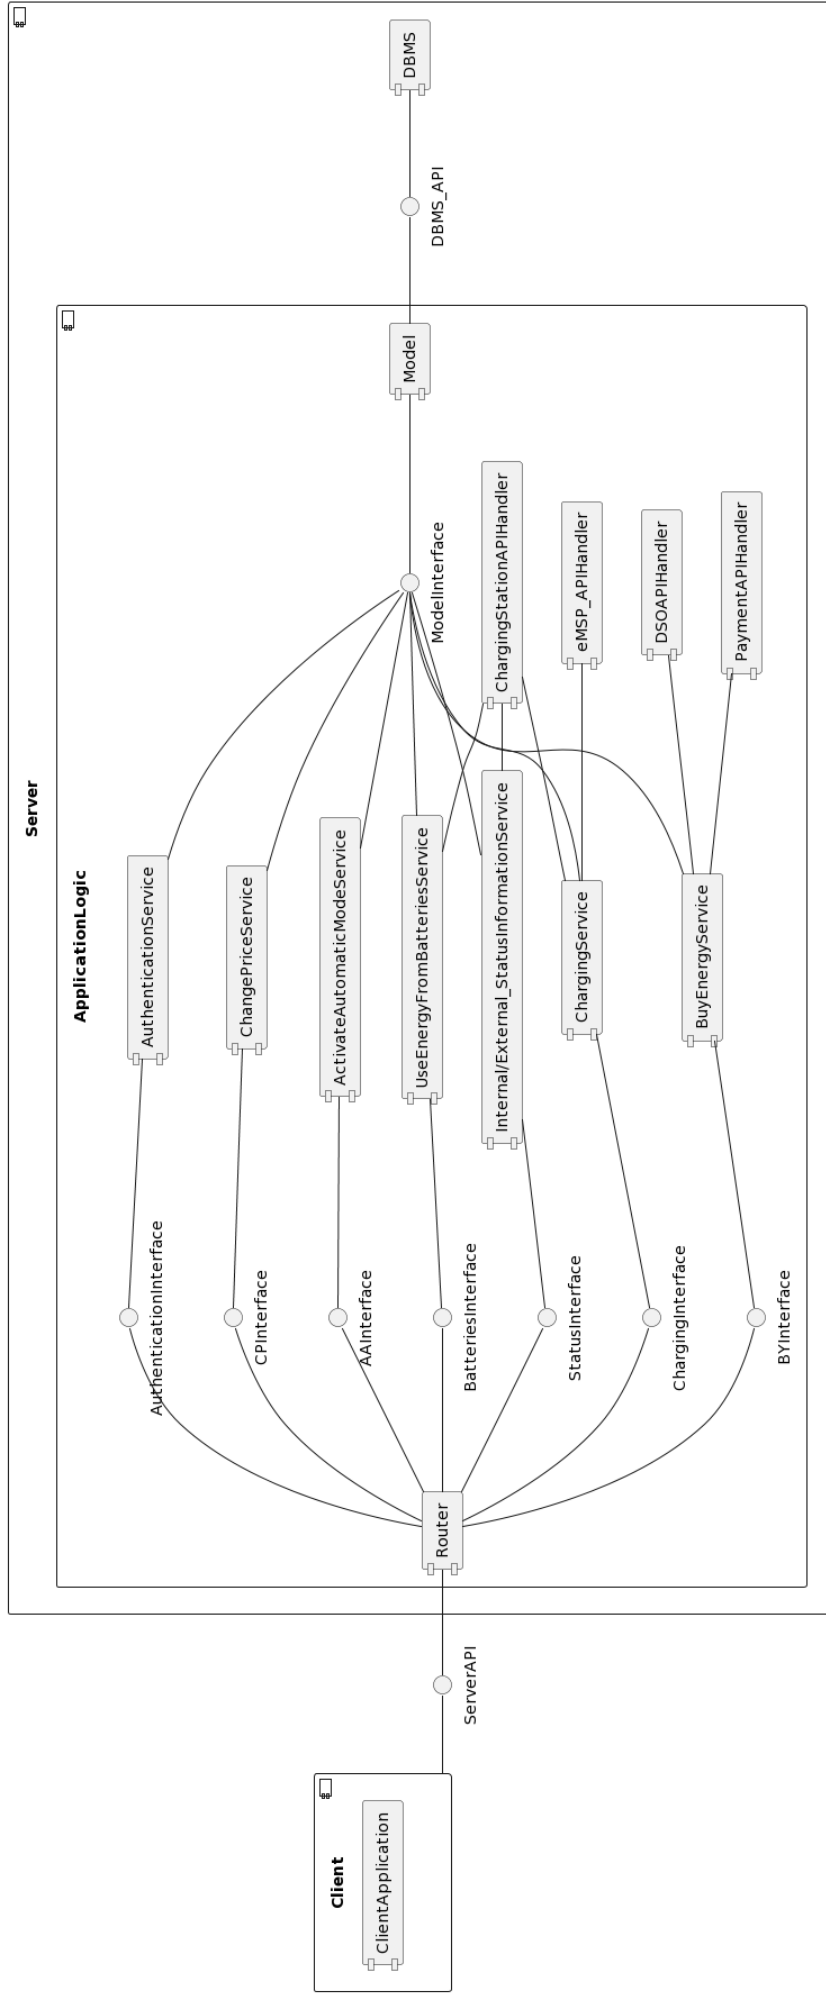 Server
DBMS
DBMS_API
ApplicationLogic
Model
ModelInterface
ChargingStationAPIHandler
eMSP_APIHandler
DSOAPIHandler
PaymentAPIHandler
AuthenticationService
ChangePriceService
ActivateAutomaticModeService
UseEnergyFromBatteriesService
Internal/External_StatusInformationService
ChargingService
BuyEnergyService
AuthenticationInterface
CPInterface
AAInterface
BatteriesInterface
StatusInterface
ChargingInterface
BYInterface
Router
ServerAPI
Client
ClientApplication